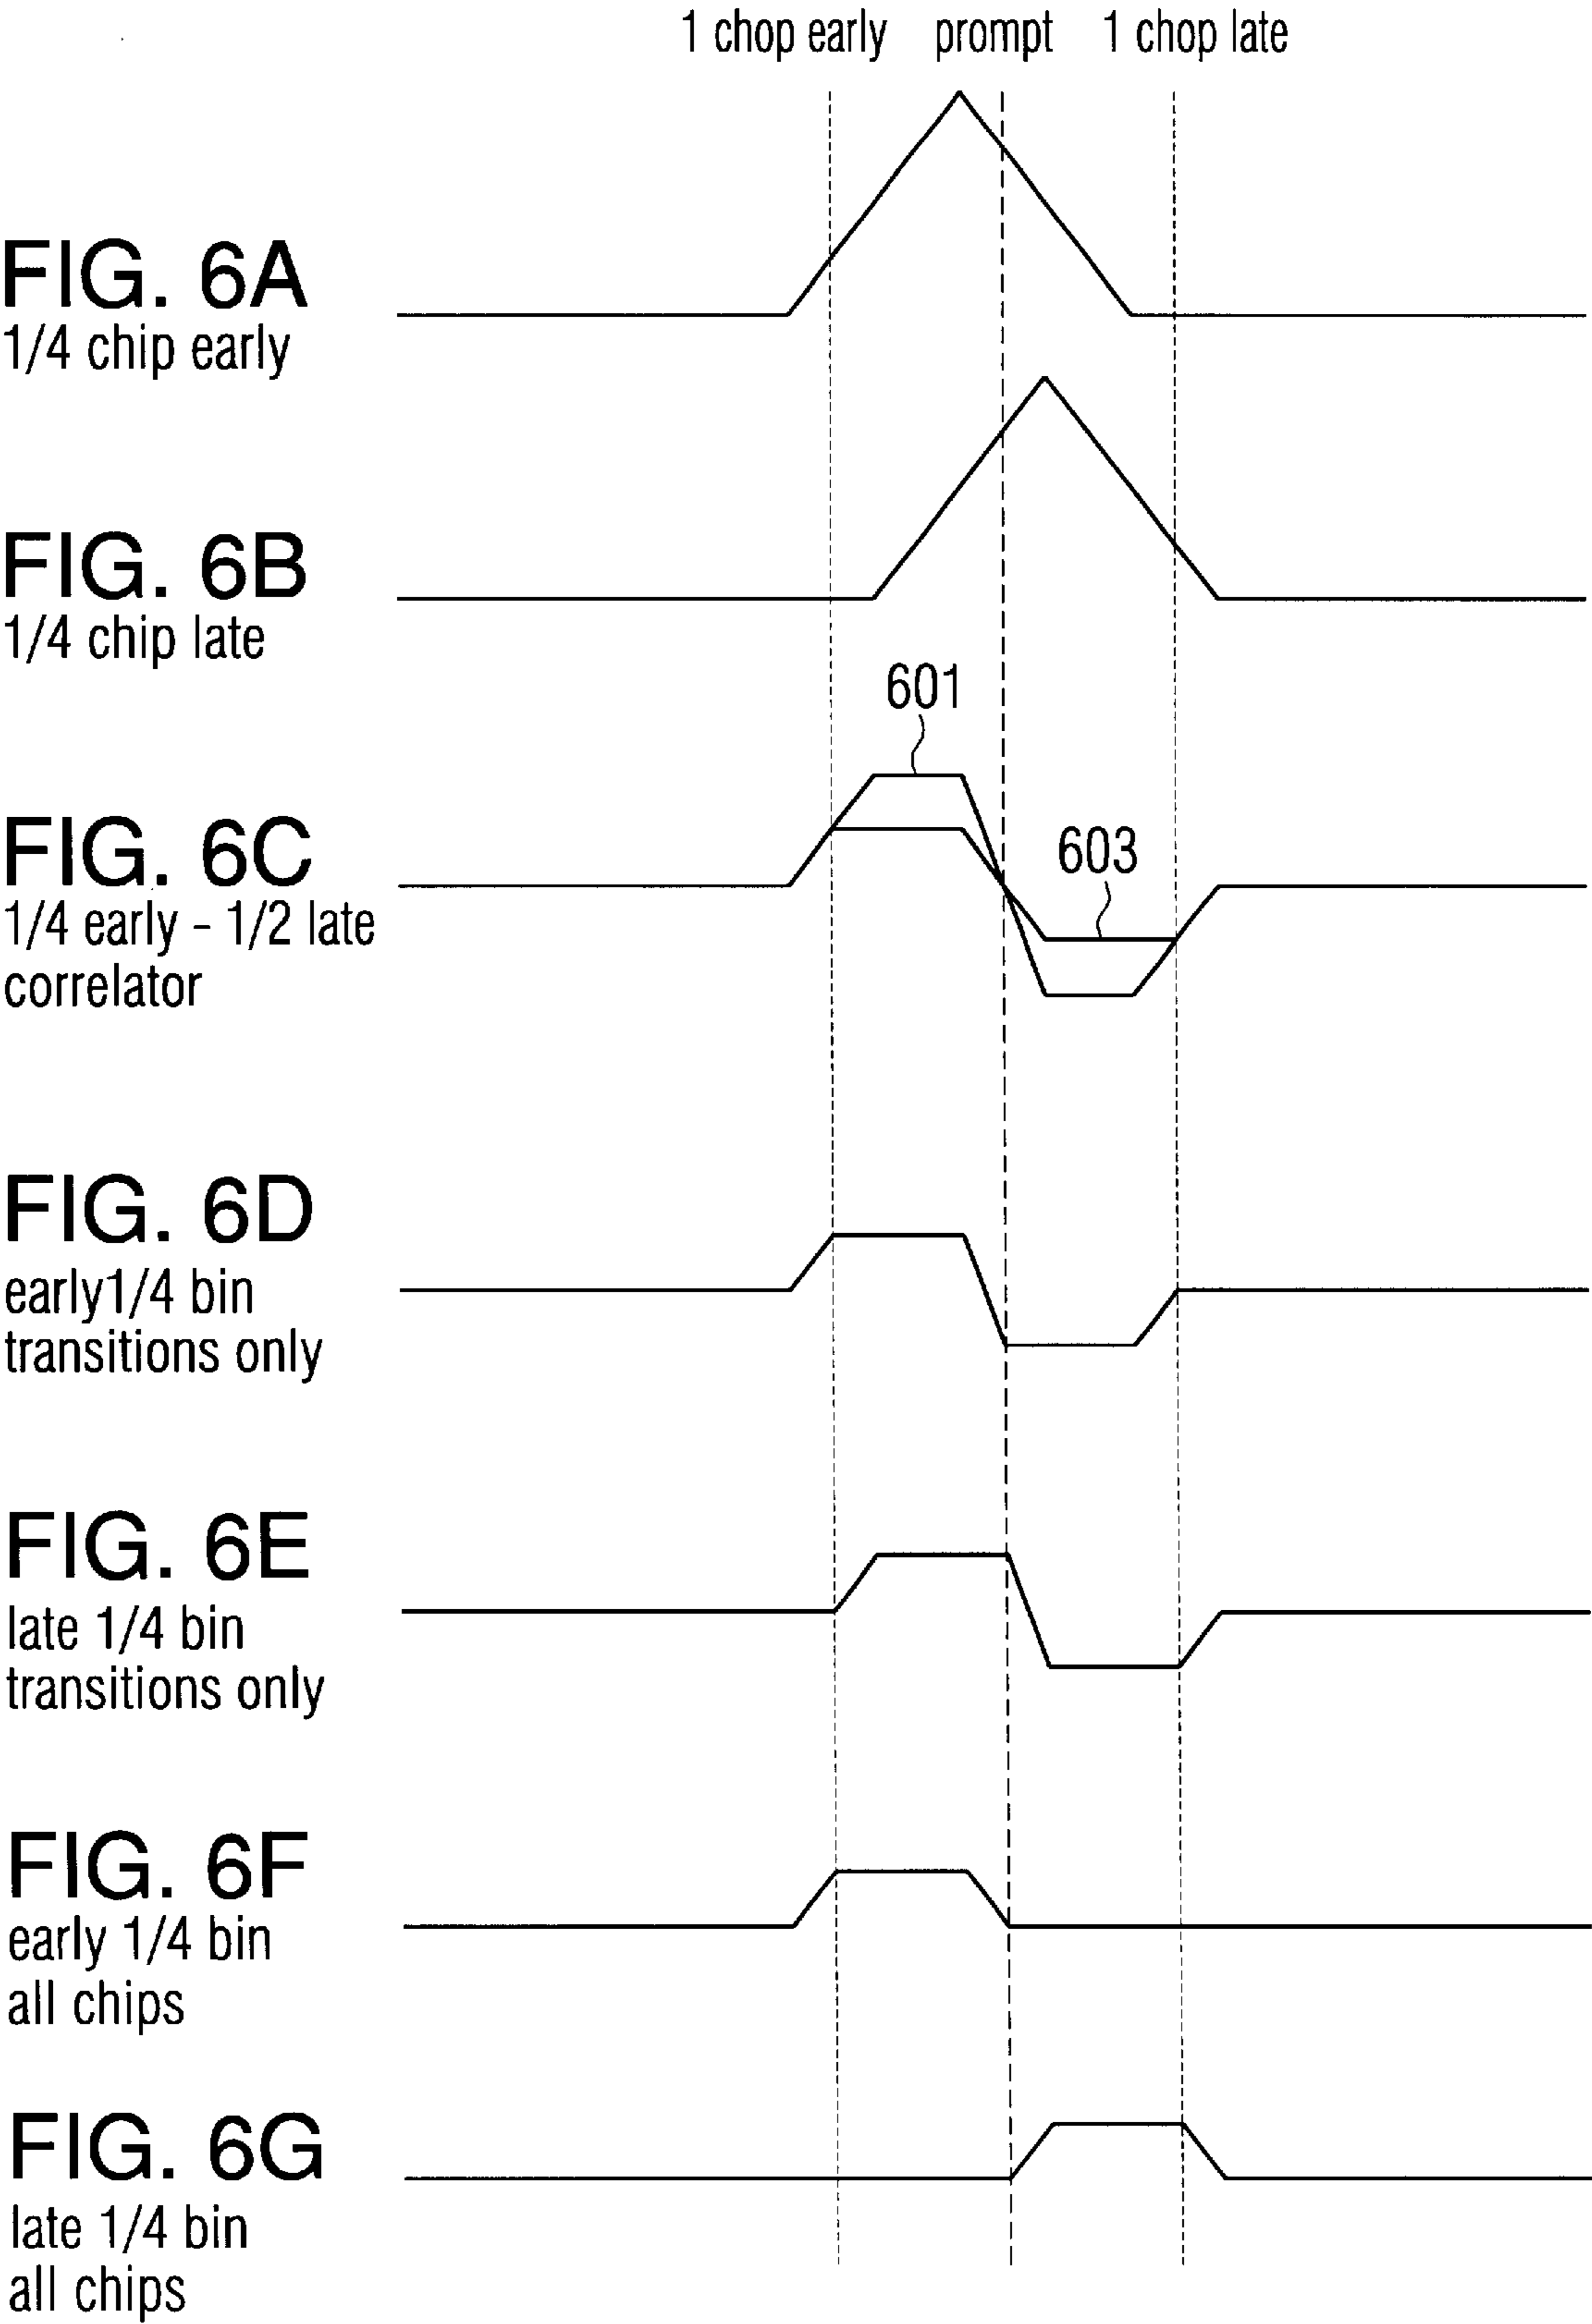 1 chop early prompt 1 chop late
FIG. 6A
1/4 chip early
FIG. 6B
1/4 chip late
601
603
FIG. 6C
1/4 early - 1/2 late
correlator
FIG. 6D
early1/4 bin
transitions only
FIG. 6E
late 1/4 bin
transitions only
FIG. 6F
early 1/4 bin
all chips
FIG. 6G
late 1/4 bin
all chips